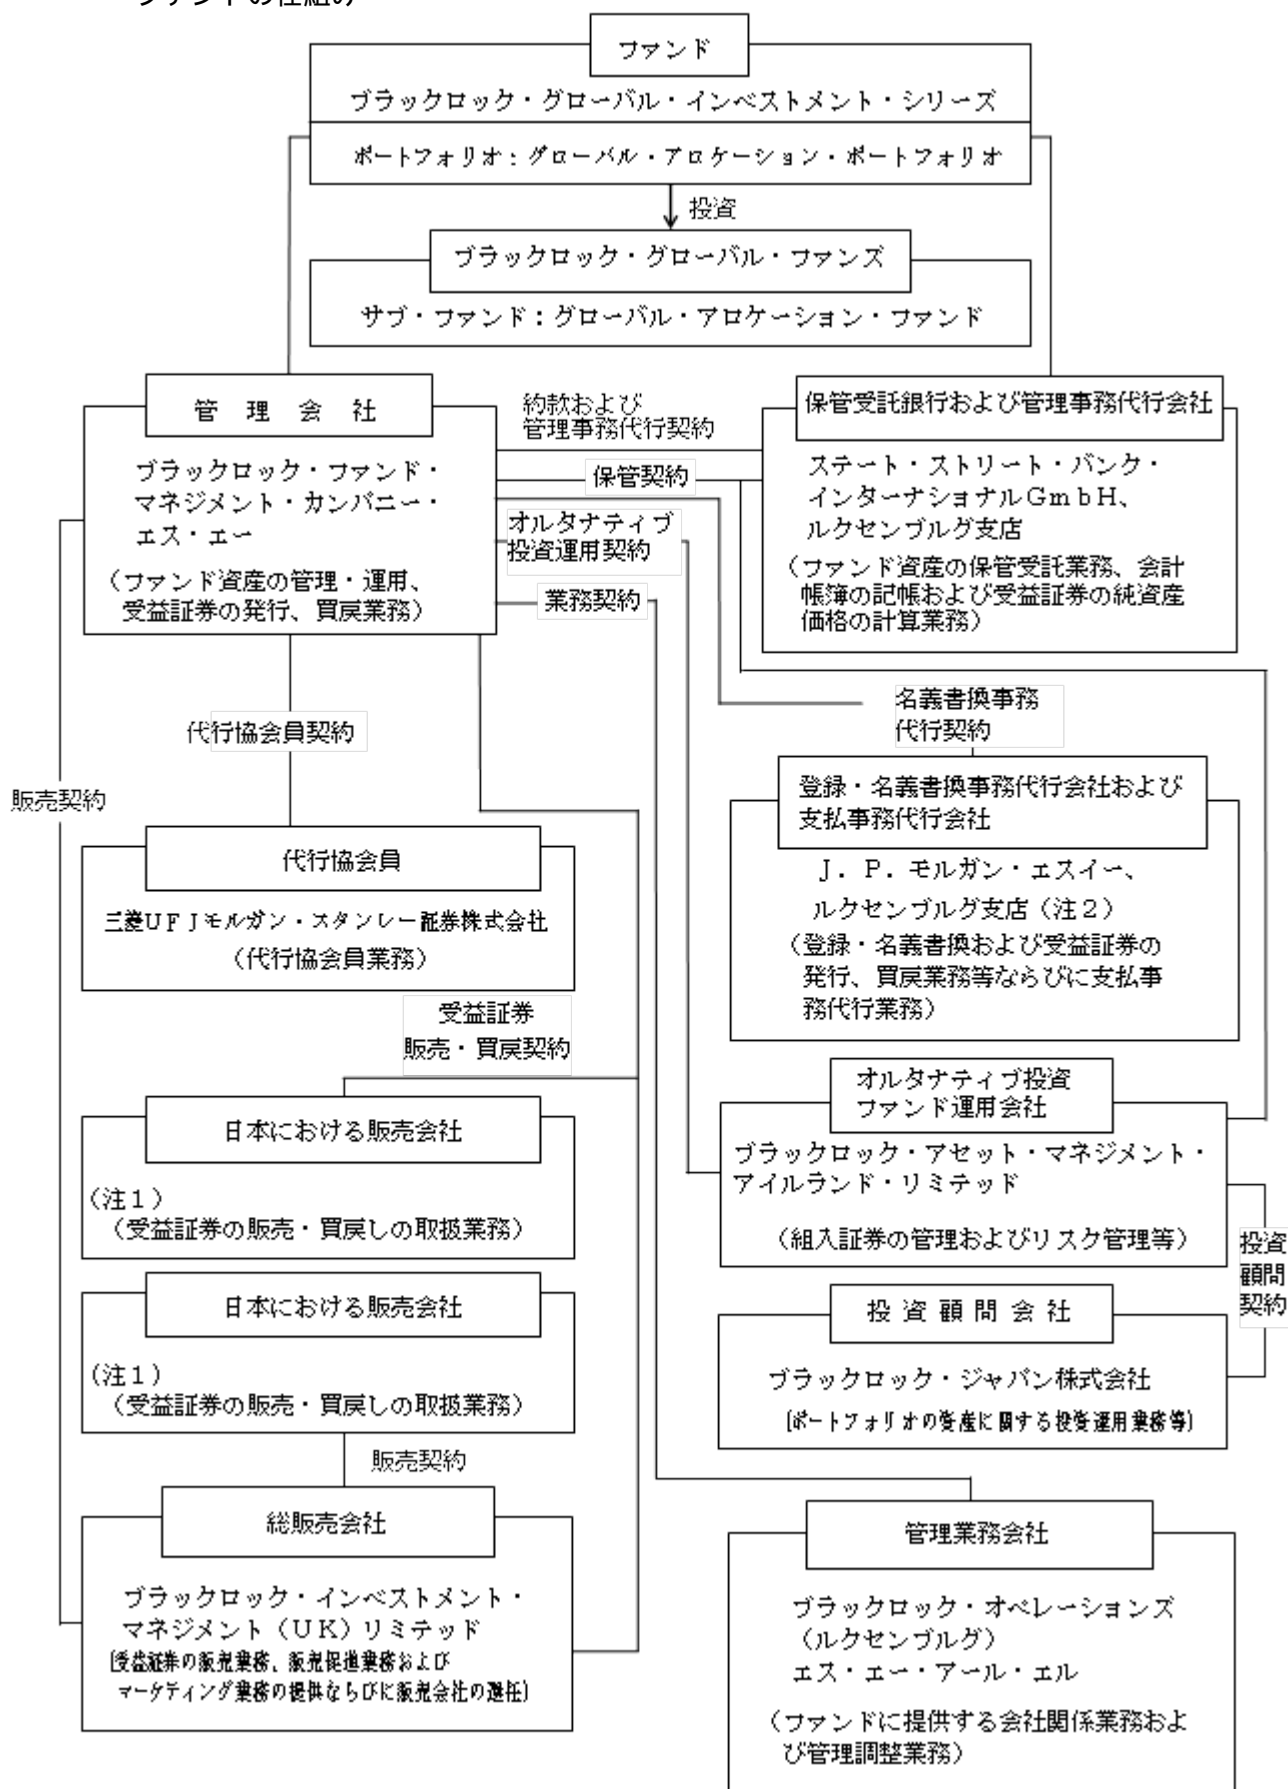 ファンドの仕組み
ファンド
ブラックロック・グローバル・インベストメント・シリーズ
ポートフォリオ：グローバル・アロケーション・ポートフォリオ
投資
ブラックロック・グローバル・ファンズ
サブ・ファンド：グローバル・アロケーション・ファンド
管理会社
ブラックロック・ファンド・
マネジメント・カンパニー・
エス・エー
（ファンド資産の管理・運用、
受益証券の発行、買戻業務）
約款および
管理事務代行契約
保管契約
オルタナティブ
投資運用契約
業務契約
保管受託銀行および管理事務代行会社
ステート・ストリート・バンク・
インターナショナルＧｍｂＨ、
ルクセンブルグ支店
（ファンド資産の保管受託業務、会計
帳簿の記帳および受益証券の純資産
価格の計算業務）
代行協会員契約
販売契約
名義書換事務
代行契約
登録・名義書換事務代行会社および
支払事務代行会社
Ｊ．Ｐ．モルガン・エスイー、
ルクセンブルグ支店（注２）
（登録・名義書換および受益証券の
発行、買戻業務等ならびに支払事
務代行業務）
代行協会員
三菱ＵＦＪモルガン・スタンレー証券株式会社
（代行協会員業務）
受益証券
販売・買戻契約
日本における販売会社
（注１）
（受益証券の販売・買戻しの取扱業務）
日本における販売会社
（注１）
（受益証券の販売・買戻しの取扱業務）
販売契約
総販売会社
ブラックロック・インベストメント・
マネジメント（ＵＫ）リミテッド
（受益証券の販売業務、販売促進業務および
マーケティング業務の提供ならびに販売会社の選任）
オルタナティブ投資
ファンド運用会社
ブラックロック・アセット・マネジメント・
アイルランド・リミテッド
（組入証券の管理およびリスク管理等）
投資
顧問
契約
投資顧問会社
ブラックロック・ジャパン株式会社
（ポートフォリオの資産に関する投資運用業務等）
管理業務会社
ブラックロック・オペレーションズ
（ルクセンブルグ）
エス・エー・アール・エル
（ファンドに提供する会社関係業務およ
び管理調整業務）